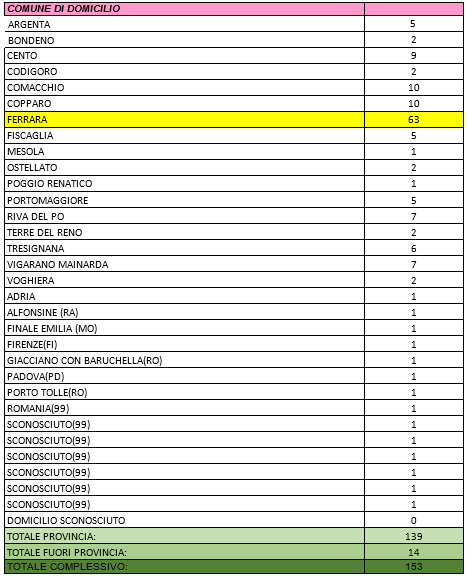 COMUNE DI DOMICILIO
ARGENTA 5
BONDENO 2
CENTO 9
CODIGORO 2
COMACCHIO 10
COPPARO 10
FERRARA 63
FISCAGLIA 5
MESOLA 1
OSTELLATO 2
POGGIO RENATICO 1
PORTOMAGGIORE 5
RIVA DEL PO 7
TERRE DEL RENO 2
TRESIGNANA 6
VIGARANO MAINARDA 7
VOGHIERA 2
ADRIA 1
ALFONSINE (RA) 1
FINALE EMILIA (MO) 1
FIRENZE(FI) 1
GIACCIANO CON BARUCHELLA(RO) 1
PADOVA(PD) 1
PORTO TOLLE(RO) 1
ROMANIA(99) 1
SCONOSCIUTO(99) 1
SCONOSCIUTO(99) 1
SCONOSCIUTO(99) 1
SCONOSCIUTO(99) 1
SCONOSCIUTO(99) 1
SCONOSCIUTO(99) 1
DOMICILIO SCONOSCIUTO 0
TOTALE PROVINCIA: 139
TOTALE FUORI PROVINCIA: 14
TOTALE COMPLESSIVO: 153